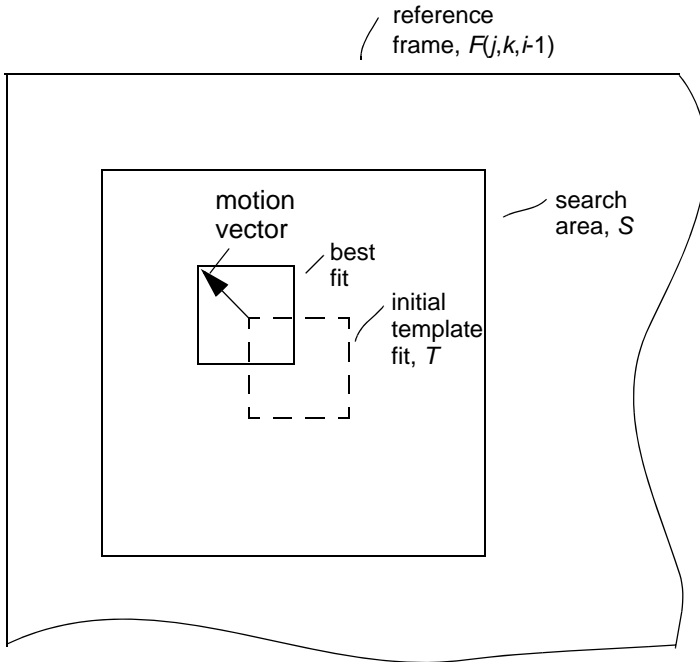 reference
frame, F(j,k,i-1)
motion
vector
search
area, S
best
fit
initial
template
fit, T